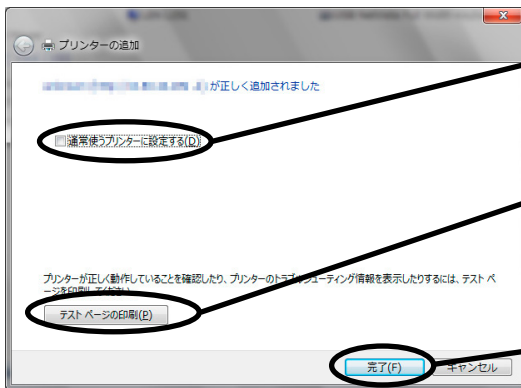 プリンターの追加
が正しく追加されました
通常使うプリンターに設定する(D)
プリンターが正しく動作していることを確認したり、プリンターのトラブルシューティング情報を表示したりするには、テスト ペ
ージを印刷してください
テスト ページの印刷(P)
完了(F)
キャンセル